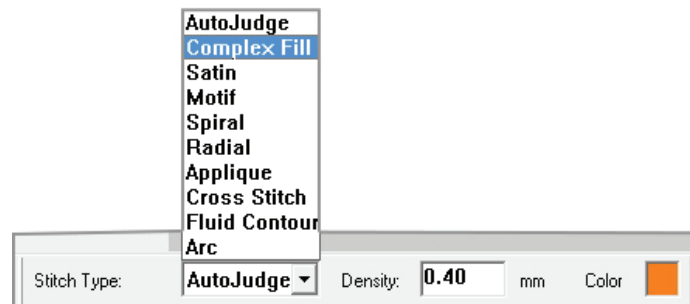 AutoJudge
Complex Fill
Satin
Motif
Spiral
Radial
Applique
Cross Stitch
Fluid Contour
Arc
Stitch Type: AutoJudge Density: 0.40 mm Color